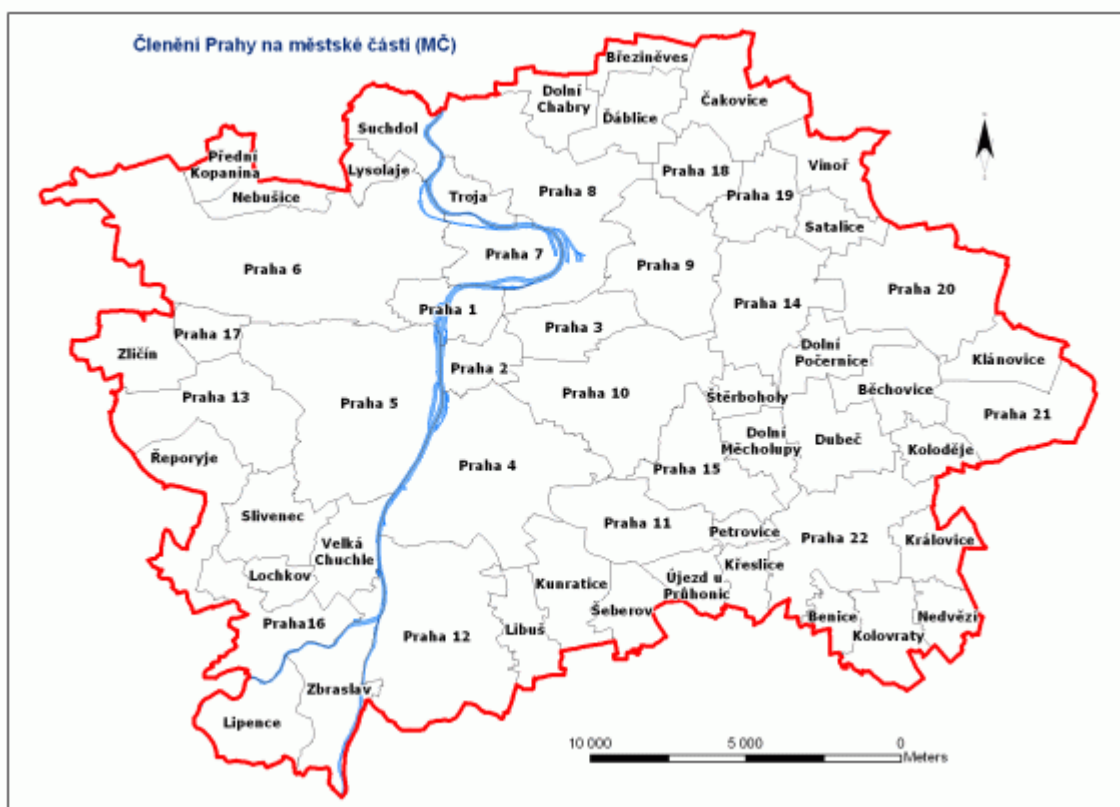 Členění Prahy na městské části (MČ)
Březiněves
Dolní
Chabry
Čakovice
Ďáblice
Suchdol
Přední
Kopanina
Lysolaje
Vinoř
Praha 18
Praha 8
Nebušice
Troja
Praha 19
Satalice
Praha 7
Praha 6
Praha 9
Praha 20
Praha 14
Praha 1
Praha 3
Praha 17
Dolní
Počernice
Zličín
Klánovice
Praha 2
Běchovice
Praha 13
Praha 5
Praha 10
Štěrboholy
Praha 21
Dolní
Měcholupy
Dubeč
Koloděje
Řeporyje
Praha 4
Praha 15
Slivenec
Praha 11
Petrovice
Praha 22
Královice
Velká
Chuchle
Křeslice
Lochkov
Kunratice
Újezd u
Průhonic
Šeberov
Benice
Nedvězí
Praha16
Praha 12
Libuš
Kolovraty
Zbraslav
Lipence
10 000
5 000
0
Meters